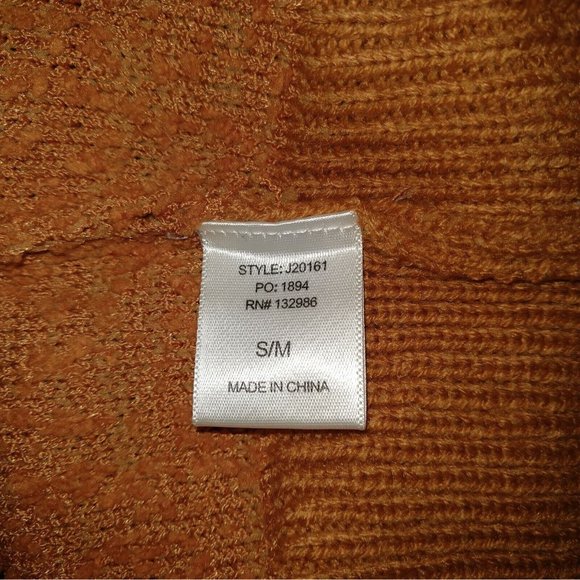 STYLE: J20161
PO: 1894
RN# 132986
S/M
MADE IN CHINA